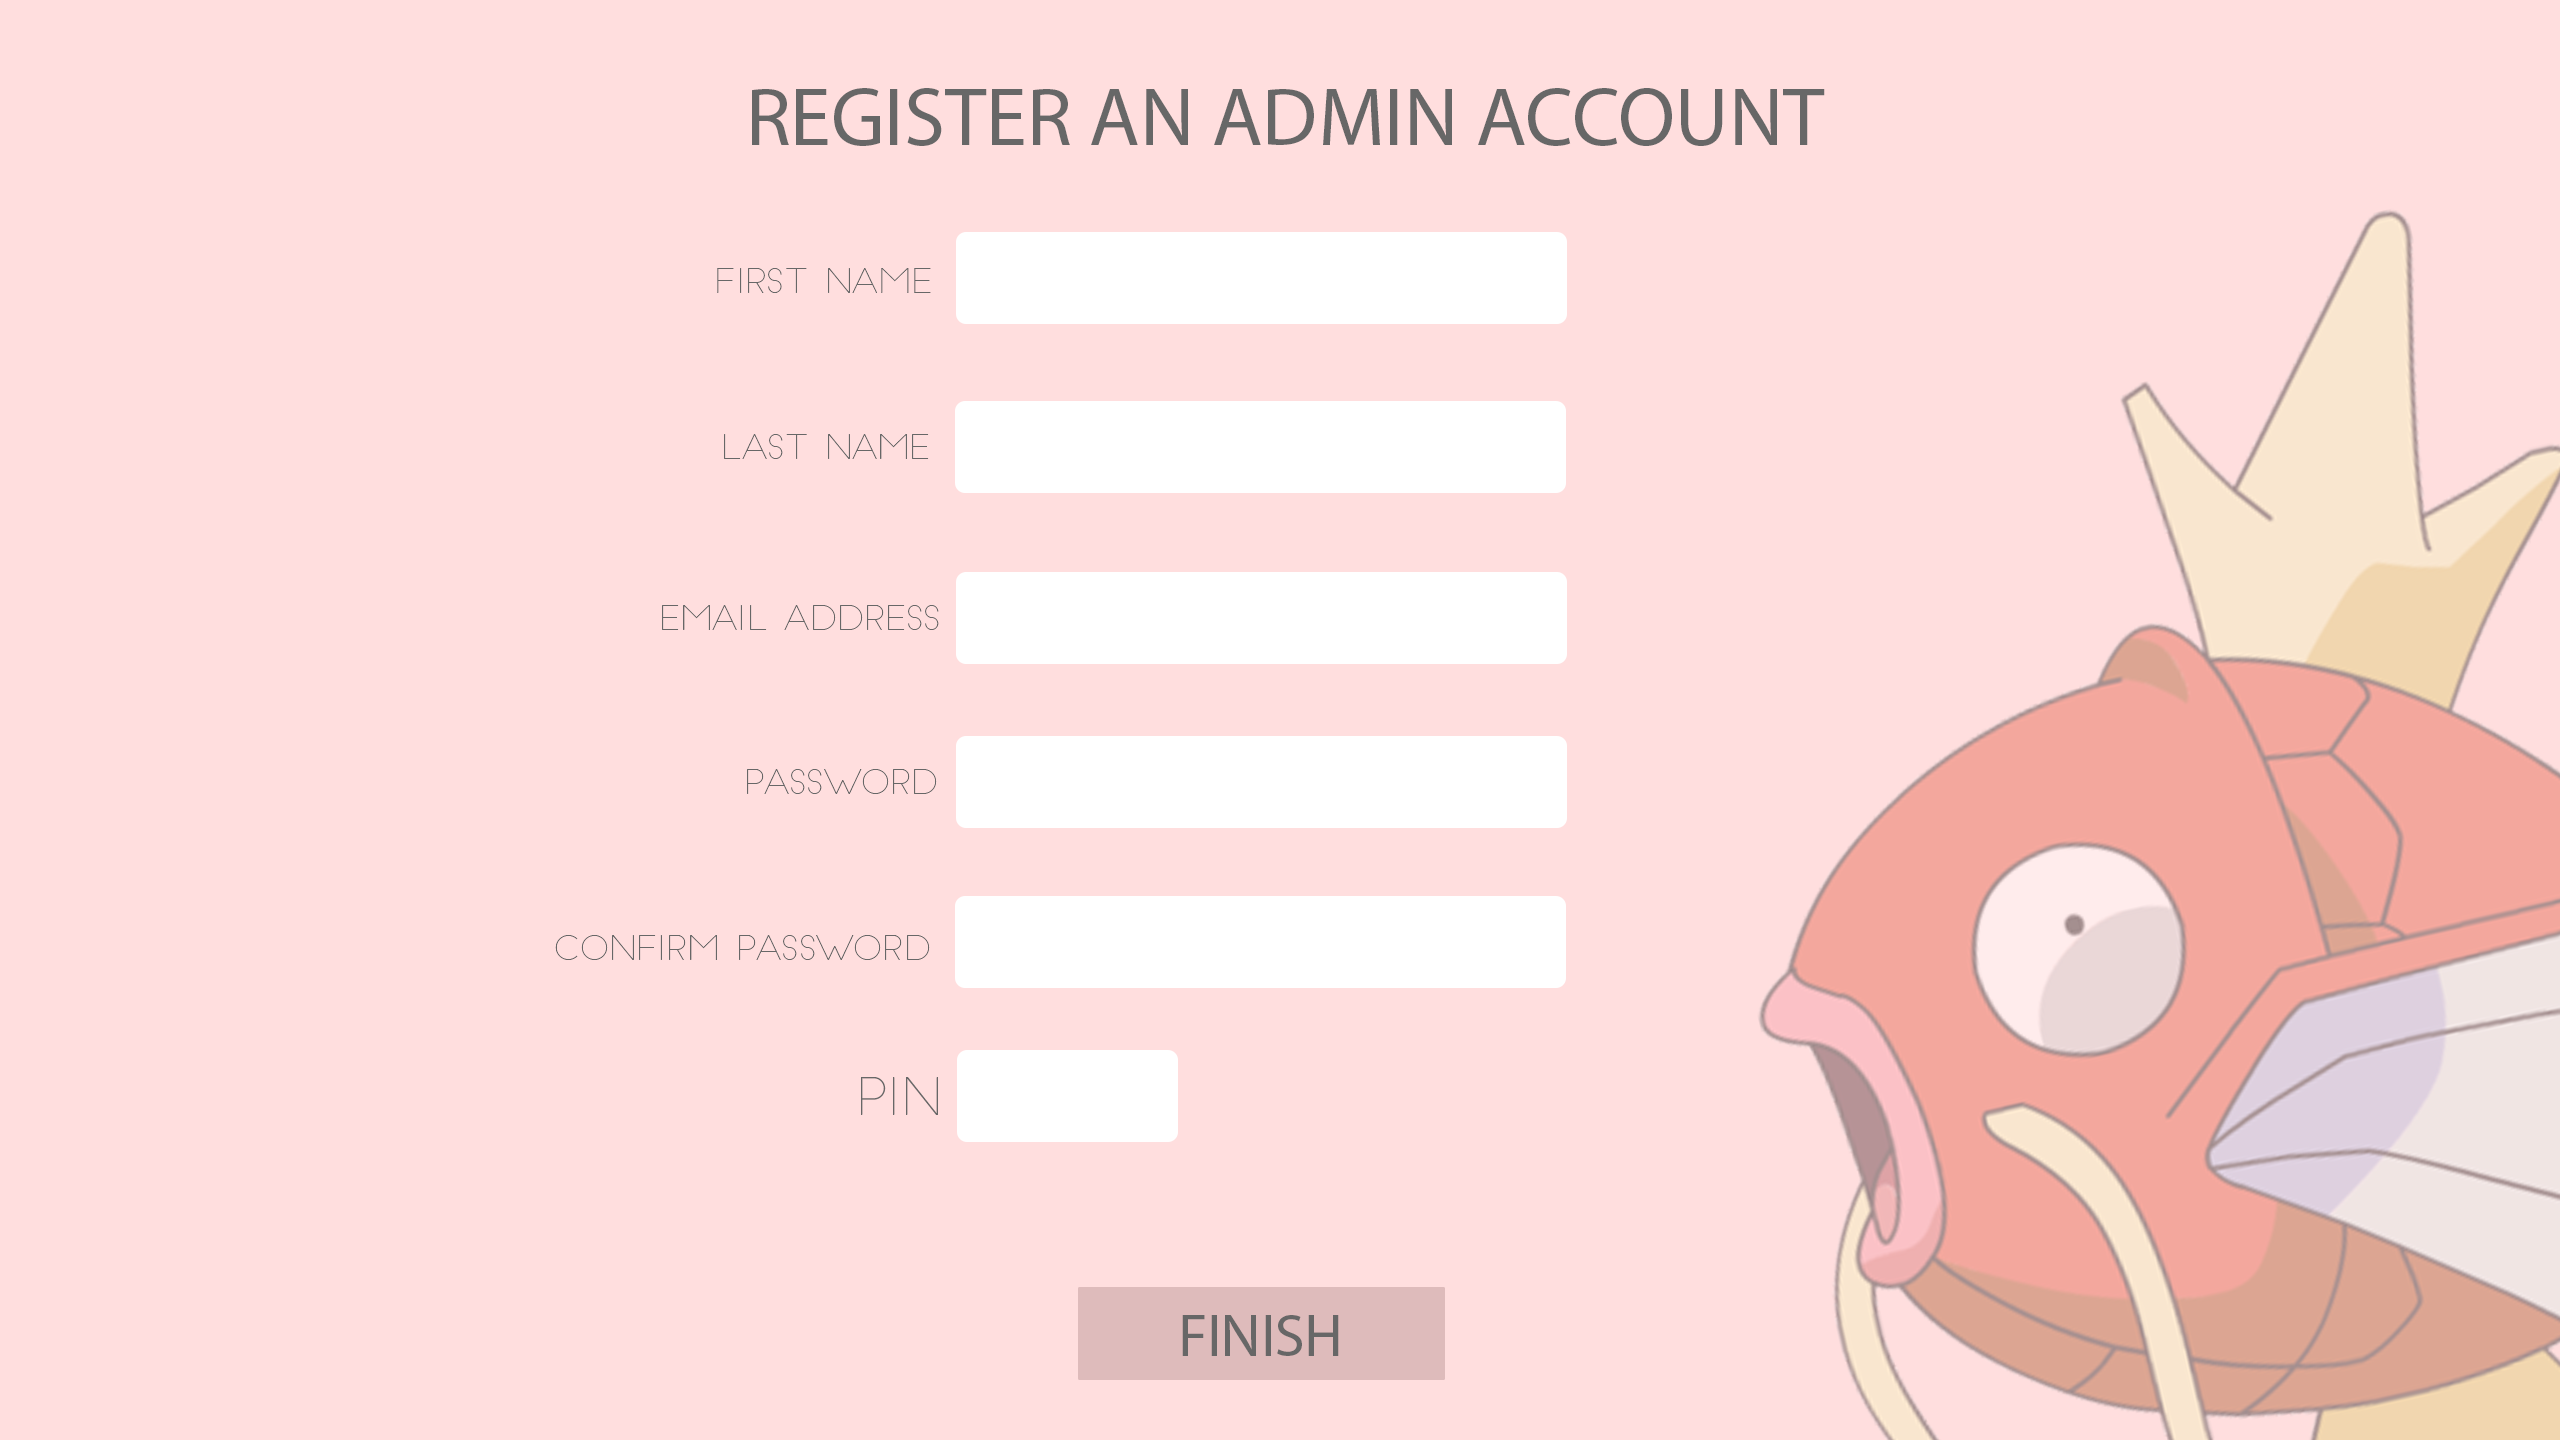 REGISTER AN ADMIN ACCOUNT
FIRST NAME
LAST NAME
EMAIL ADDRESS
PASSWORD
CONFIRM PASSWORD
PIN
FINISH